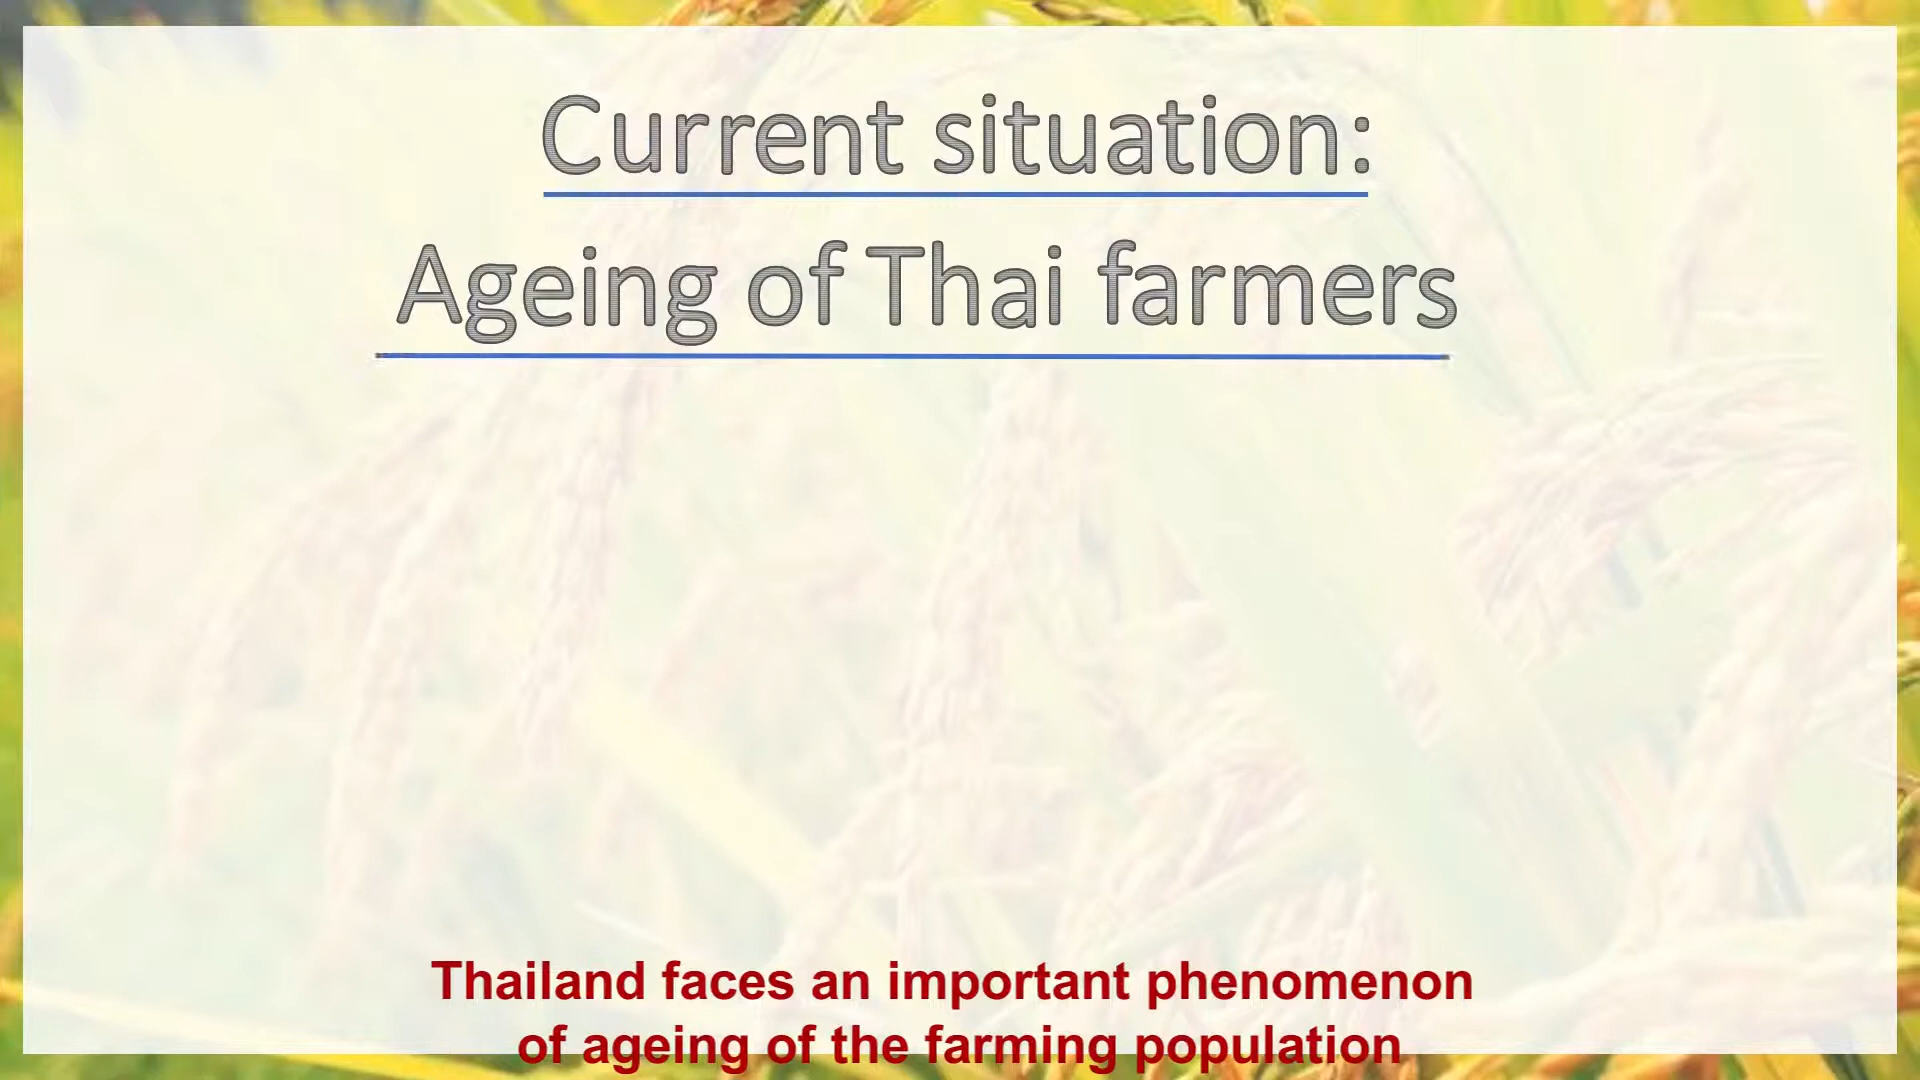 Current situation:
Ageing of Thai farmers
Thailand faces an important phenomenon
of ageing of the farming population